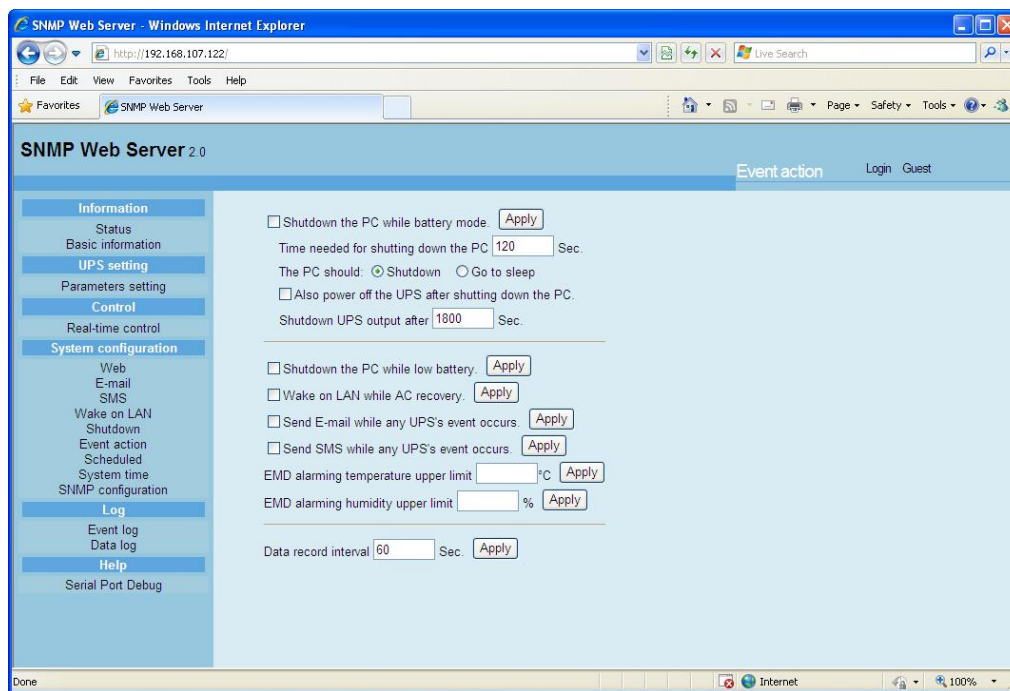 SNMP Web Server - Windows Internet Explorer
http://192.168.107.122/
Live Search
File Edit View Favorites Tools Help
Favorites SNMP Web Server Page Safety Tools
SNMP Web Server 2.0
Event action Login Guest
Information
Status
Basic information
UPS setting
Parameters setting
Control
Real-time control
System configuration
Web
E-mail
SMS
Wake on LAN
Shutdown
Event action
Scheduled
System time
SNMP configuration
Log
Event log
Data log
Help
Serial Port Debug
Shutdown the PC while battery mode. Apply
Time needed for shutting down the PC 120 Sec.
The PC should: Shutdown Go to sleep
Also power off the UPS after shutting down the PC.
Shutdown UPS output after 1800 Sec.
Shutdown the PC while low battery. Apply
Wake on LAN while AC recovery. Apply
Send E-mail while any UPS's event occurs. Apply
Send SMS while any UPS's event occurs. Apply
EMD alarming temperature upper limit °C Apply
EMD alarming humidity upper limit % Apply
Data record interval 60 Sec. Apply
Done Internet 100%